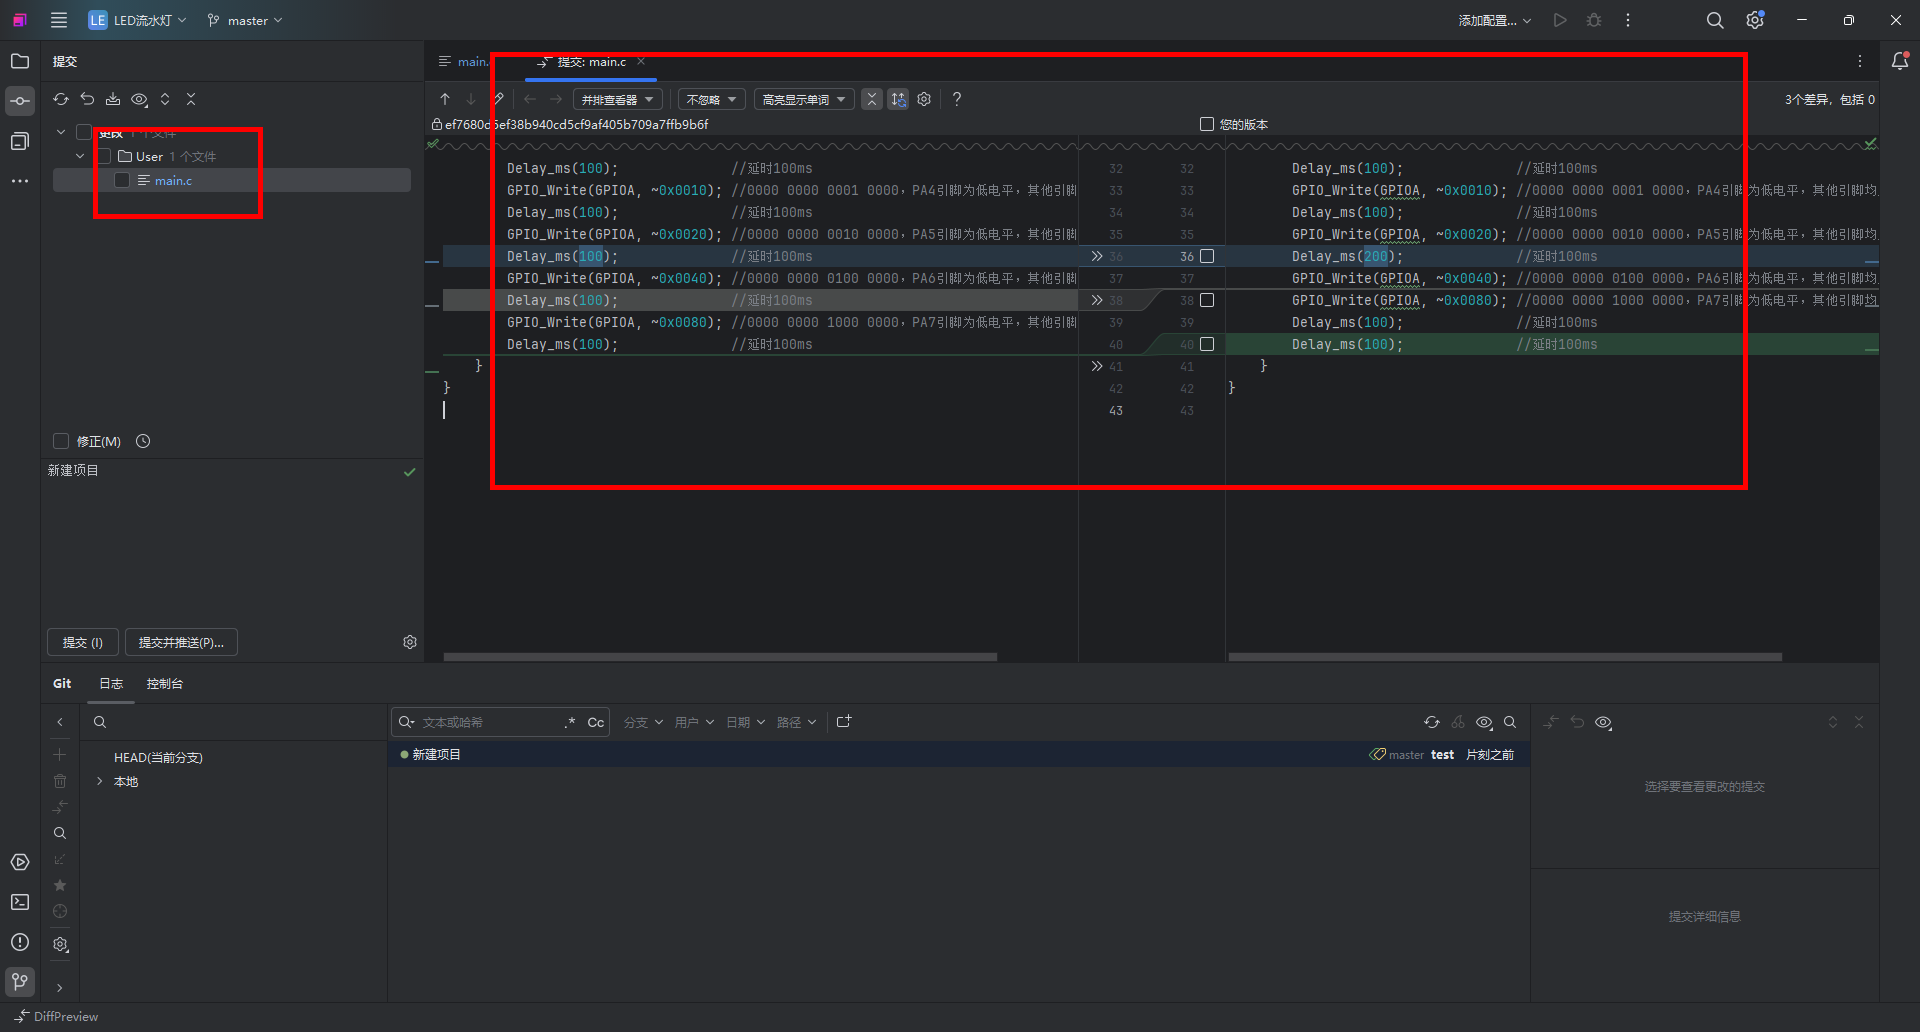 LE LED流水灯 master 添加配置...
提交
main. 提交: main.c
并排查看器 不忽略 高亮显示单词 ? 3个差异，包括 0
ef7680d5ef38b940cd5cf9af405b709a7ffb9b6f 您的版本
更改 1 个文件
User 1 个文件
main.c
Delay_ms(100); //延时100ms 32 32 Delay_ms(100); //延时100ms
GPIO_Write(GPIOA, ~0x0010); //0000 0000 0001 0000，PA4引脚为低电平，其他引脚 33 33 GPIO_Write(GPIOA, ~0x0010); //0000 0000 0001 0000，PA4引脚为低电平，其他引脚均
Delay_ms(100); //延时100ms 34 34 Delay_ms(100); //延时100ms
GPIO_Write(GPIOA, ~0x0020); //0000 0000 0010 0000，PA5引脚为低电平，其他引脚 35 35 GPIO_Write(GPIOA, ~0x0020); //0000 0000 0010 0000，PA5引脚为低电平，其他引脚均
Delay_ms(100); //延时100ms 36 36 Delay_ms(200); //延时100ms
GPIO_Write(GPIOA, ~0x0040); //0000 0000 0100 0000，PA6引脚为低电平，其他引脚 37 37 GPIO_Write(GPIOA, ~0x0040); //0000 0000 0100 0000，PA6引脚为低电平，其他引脚均
Delay_ms(100); //延时100ms 38 38 GPIO_Write(GPIOA, ~0x0080); //0000 0000 1000 0000，PA7引脚为低电平，其他引脚均
GPIO_Write(GPIOA, ~0x0080); //0000 0000 1000 0000，PA7引脚为低电平，其他引脚 39 39 Delay_ms(100); //延时100ms
Delay_ms(100); //延时100ms 40 40 Delay_ms(100); //延时100ms
} 41 41 }
} 42 42 }
43 43
修正(M)
新建项目
提交 (I) 提交并推送(P)...
Git 日志 控制台
文本或哈希 .* Cc 分支 用户 日期 路径
HEAD(当前分支)
本地
新建项目 master test 片刻之前
选择要查看更改的提交
提交详细信息
DiffPreview